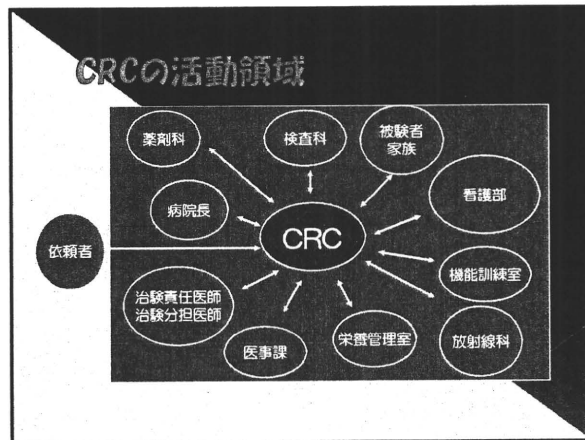 CRCの活動領域
薬剤科
検査科
被験者
家族
病院長
看護部
依頼者
CRC
機能訓練室
治験責任医師
治験分担医師
医事課
栄養管理室
放射線科